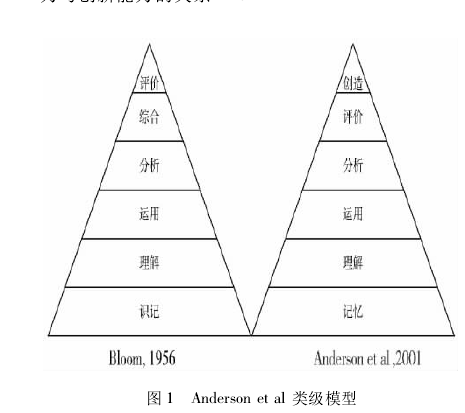 评价 创造
综合 评价
分析 分析
运用 运用
理解 理解
识记 记忆
Bloom, 1956 Anderson et al ,2001
图 1 Anderson et al 类级模型